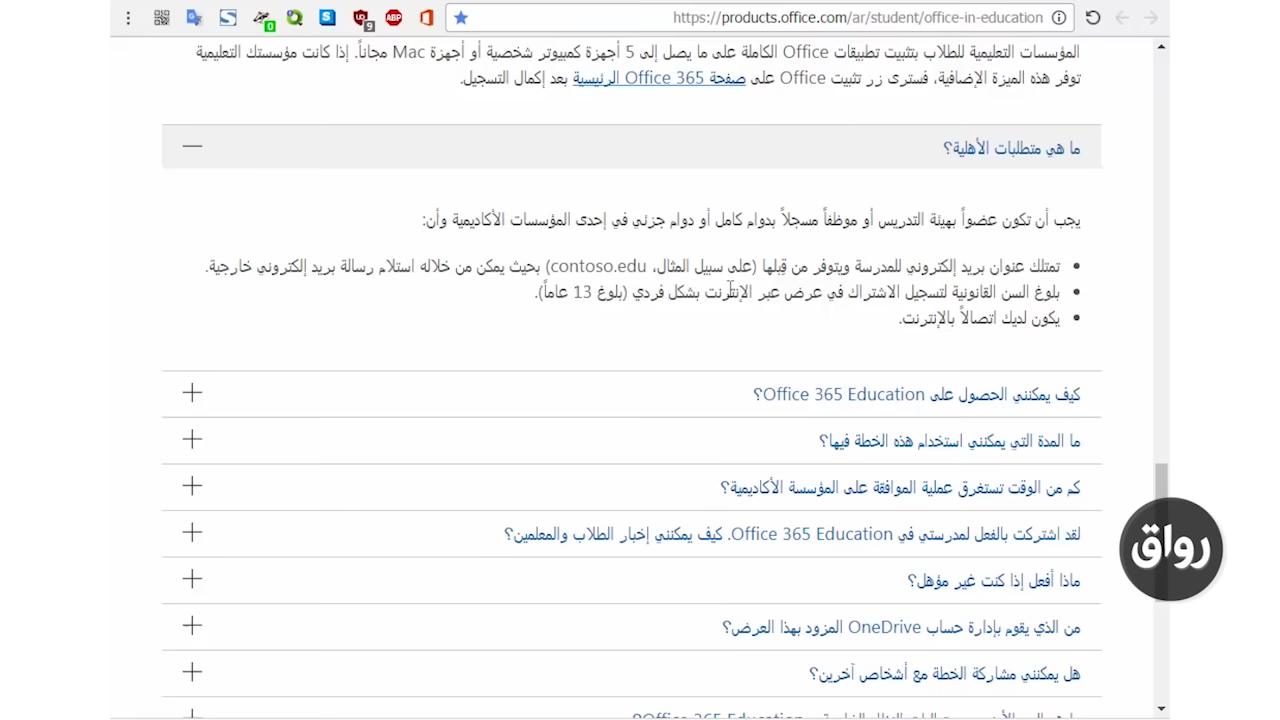 https://products.office.com/ar/student/office-in-education
0
9
ABP
المؤسسات التعليمية للطلاب بتثبيت تطبيقات Office الكاملة على ما يصل إلى 5 أجهزة كمبيوتر شخصية أو أجهزة Mac مجاناً. إذا كانت مؤسستك التعليمية
توفر هذه الميزة الإضافية، فسترى زر تثبيت Office على صفحة Office 365 الرئيسية بعد إكمال التسجيل.
ما هي متطلبات الأهلية؟
يجب أن تكون عضواً بهيئة التدريس أو موظفاً مسجلاً بدوام كامل أو دوام جزئي في إحدى المؤسسات الأكاديمية وأن:
• تمتلك عنوان بريد إلكتروني للمدرسة ويتوفر من قِبلها (على سبيل المثال، contoso.edu) بحيث يمكن من خلاله استلام رسالة بريد إلكتروني خارجية.
• بلوغ السن القانونية لتسجيل الاشتراك في عرض عبر الإنترنت بشكل فردي (بلوغ 13 عاماً).
• يكون لديك اتصالاً بالإنترنت.
كيف يمكنني الحصول على Office 365 Education؟
ما المدة التي يمكنني استخدام هذه الخطة فيها؟
كم من الوقت تستغرق عملية الموافقة على المؤسسة الأكاديمية؟
لقد اشتركت بالفعل لمدرستي في Office 365 Education. كيف يمكنني إخبار الطلاب والمعلمين؟
ماذا أفعل إذا كنت غير مؤهل؟
من الذي يقوم بإدارة حساب OneDrive المزود بهذا العرض؟
هل يمكنني مشاركة الخطة مع أشخاص آخرين؟
رواق